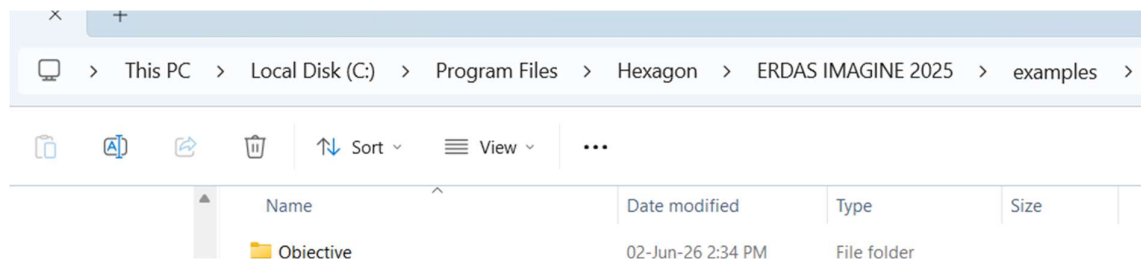 This PC > Local Disk (C:) > Program Files > Hexagon > ERDAS IMAGINE 2025 > examples >
Sort View
Name Date modified Type Size
Objective 02-Jun-26 2:34 PM File folder